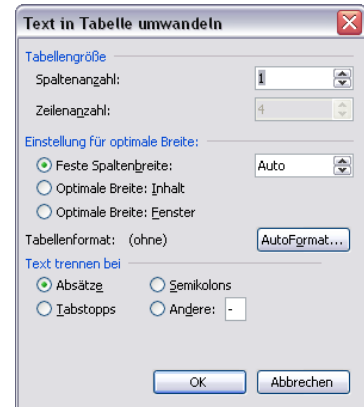 Text in Tabelle umwandeln
Tabellengröße
Spaltenanzahl: 1
Zeilenanzahl: 4
Einstellung für optimale Breite:
Feste Spaltenbreite: Auto
Optimale Breite: Inhalt
Optimale Breite: Fenster
Tabellenformat: (ohne) AutoFormat...
Text trennen bei
Absätze Semikolons
Tabstopps Andere: -
OK Abbrechen